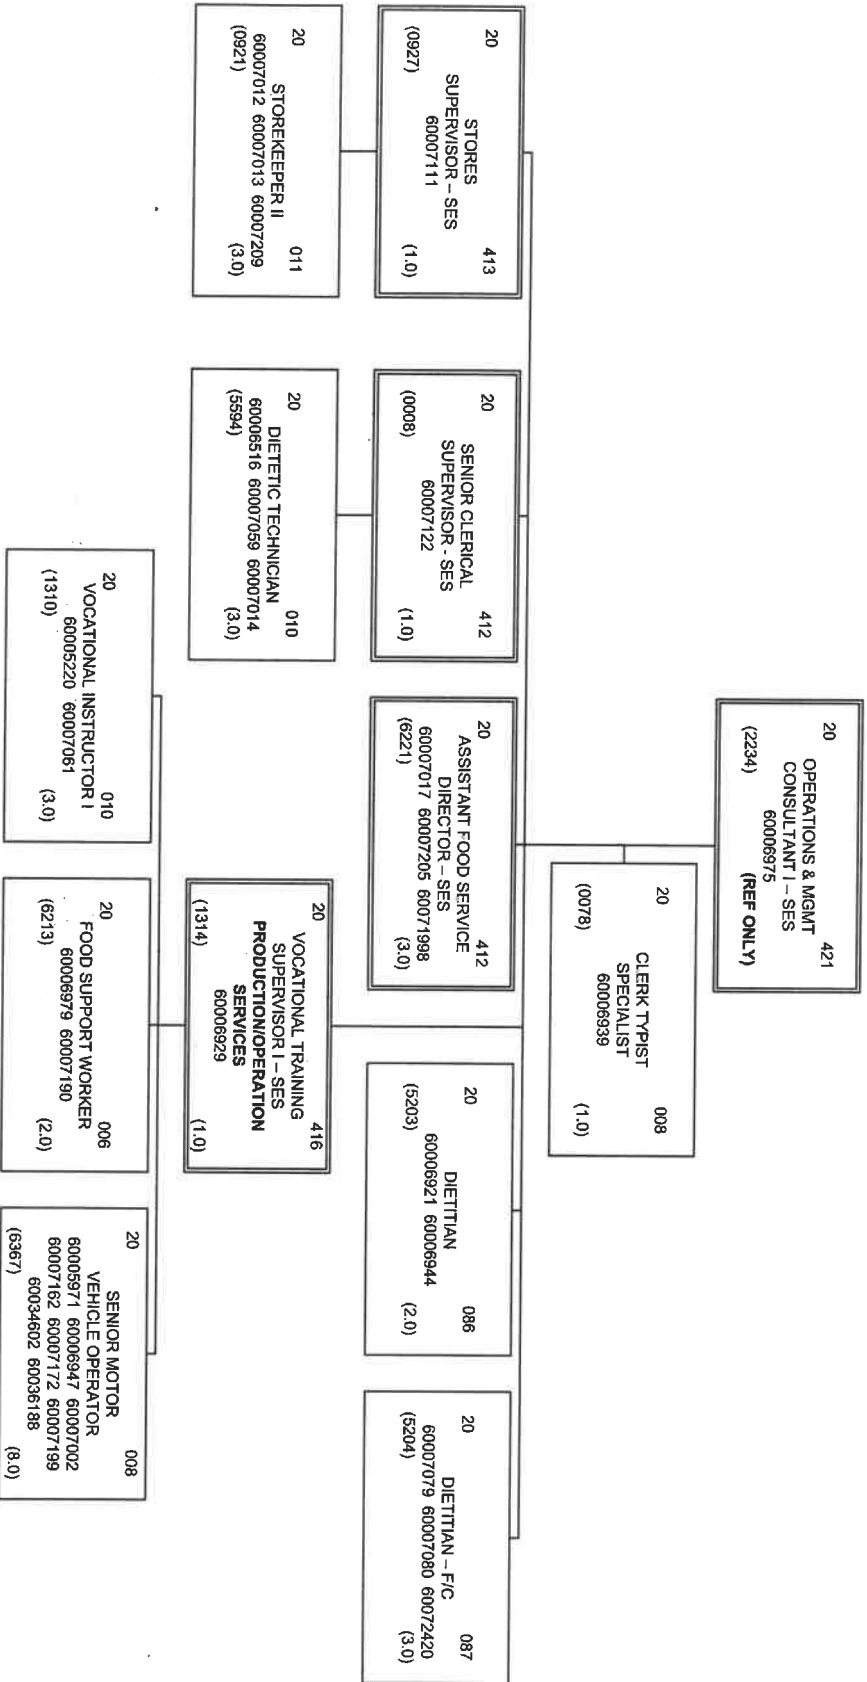 20 421
OPERATIONS & MGMT
CONSULTANT I – SES
60006975
(2234) (REF ONLY)
20 008
CLERK TYPIST
SPECIALIST
60006939
(0078) (1.0)
20 413
STORES
SUPERVISOR – SES
60007111
(0927) (1.0)
20 412
SENIOR CLERICAL
SUPERVISOR - SES
60007122
(0008) (1.0)
20 412
ASSISTANT FOOD SERVICE
DIRECTOR – SES
60007017 60007205 60071998
(6221) (3.0)
20 086
DIETITIAN
60006921 60006944
(5203) (2.0)
20 087
DIETITIAN – F/C
60007079 60007080 60072420
(5204) (3.0)
20 011
STOREKEEPER II
60007012 60007013 60007209
(0921) (3.0)
20 010
DIETETIC TECHNICIAN
60006516 60007059 60007014
(5594) (3.0)
20 416
VOCATIONAL TRAINING
SUPERVISOR I – SES
PRODUCTION/OPERATION
SERVICES
60006929
(1314) (1.0)
20 010
VOCATIONAL INSTRUCTOR I
60005220 60007061
(1310) (3.0)
20 006
FOOD SUPPORT WORKER
60006979 60007190
(6213) (2.0)
20 008
SENIOR MOTOR
VEHICLE OPERATOR
60005971 60006947 60007002
60007162 60007172 60007199
60034602 60036188
(6367) (8.0)